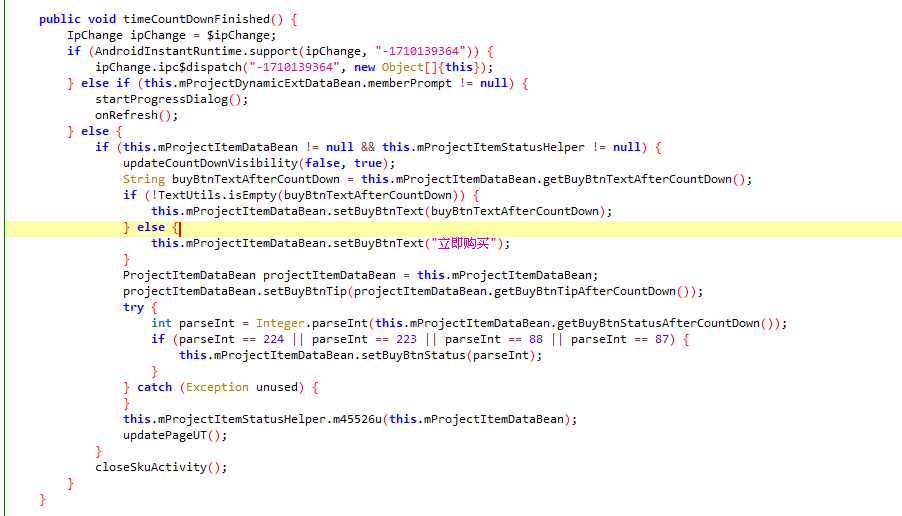 public void timeCountDownFinished() {
IpChange ipChange = $ipChange;
if (AndroidInstantRuntime.support(ipChange, "-1710139364")) {
ipChange.ipc$dispatch("-1710139364", new Object[]{this});
} else if (this.mProjectDynamicExtDataBean.memberPrompt != null) {
startProgressDialog();
onRefresh();
} else {
if (this.mProjectItemDataBean != null && this.mProjectItemStatusHelper != null) {
updateCountDownVisibility(false, true);
String buyBtnTextAfterCountDown = this.mProjectItemDataBean.getBuyBtnTextAfterCountDown();
if (!TextUtils.isEmpty(buyBtnTextAfterCountDown)) {
this.mProjectItemDataBean.setBuyBtnText(buyBtnTextAfterCountDown);
} else {
this.mProjectItemDataBean.setBuyBtnText("立即购买");
}
ProjectItemDataBean projectItemDataBean = this.mProjectItemDataBean;
projectItemDataBean.setBuyBtnTip(projectItemDataBean.getBuyBtnTipAfterCountDown());
try {
int parseInt = Integer.parseInt(this.mProjectItemDataBean.getBuyBtnStatusAfterCountDown());
if (parseInt == 224 || parseInt == 223 || parseInt == 88 || parseInt == 87) {
this.mProjectItemDataBean.setBuyBtnStatus(parseInt);
}
} catch (Exception unused) {
}
this.mProjectItemStatusHelper.m45526u(this.mProjectItemDataBean);
updatePageUT();
}
closeSkuActivity();
}
}